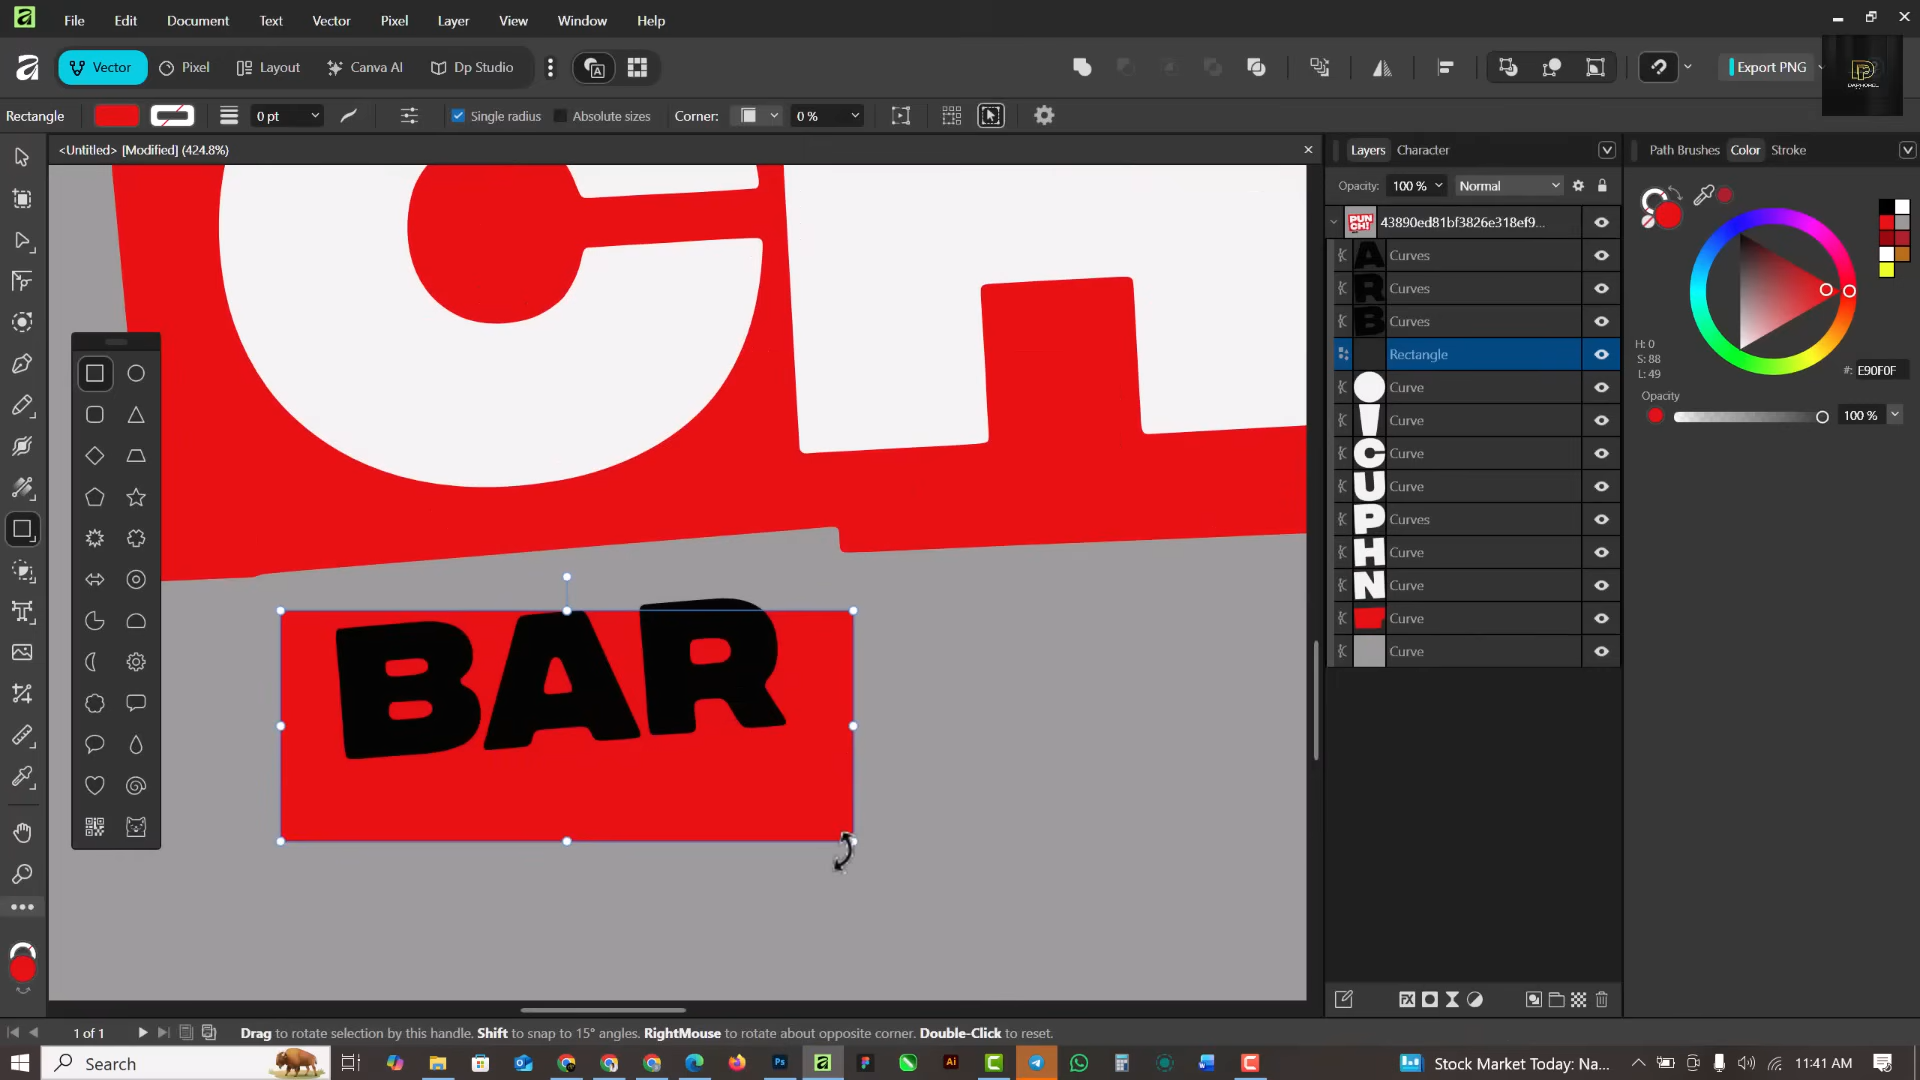 File Edit Document Text Vector Pixel Layer View Window Help
Vector Pixel Layout Canva AI Dp Studio Export PNG
Rectangle 0 pt Single radius Absolute sizes Corner: 0 %
<Untitled> [Modified] (424.8%)
Layers Character
Path Brushes Color Stroke
Opacity: 100 % Normal
43890ed81bf3826e318ef9...
Curves
Curves
Curves
Rectangle
Curve
Curve
Curve
Curve
Curves
Curve
Curve
Curve
Curve
H: 0
S: 88
L: 49
#: E90F0F
Opacity
100 %
CH
BAR
1 of 1 Drag to rotate selection by this handle. Shift to snap to 15° angles. RightMouse to rotate about opposite corner. Double-Click to reset.
Search Stock Market Today: Na... 11:41 AM